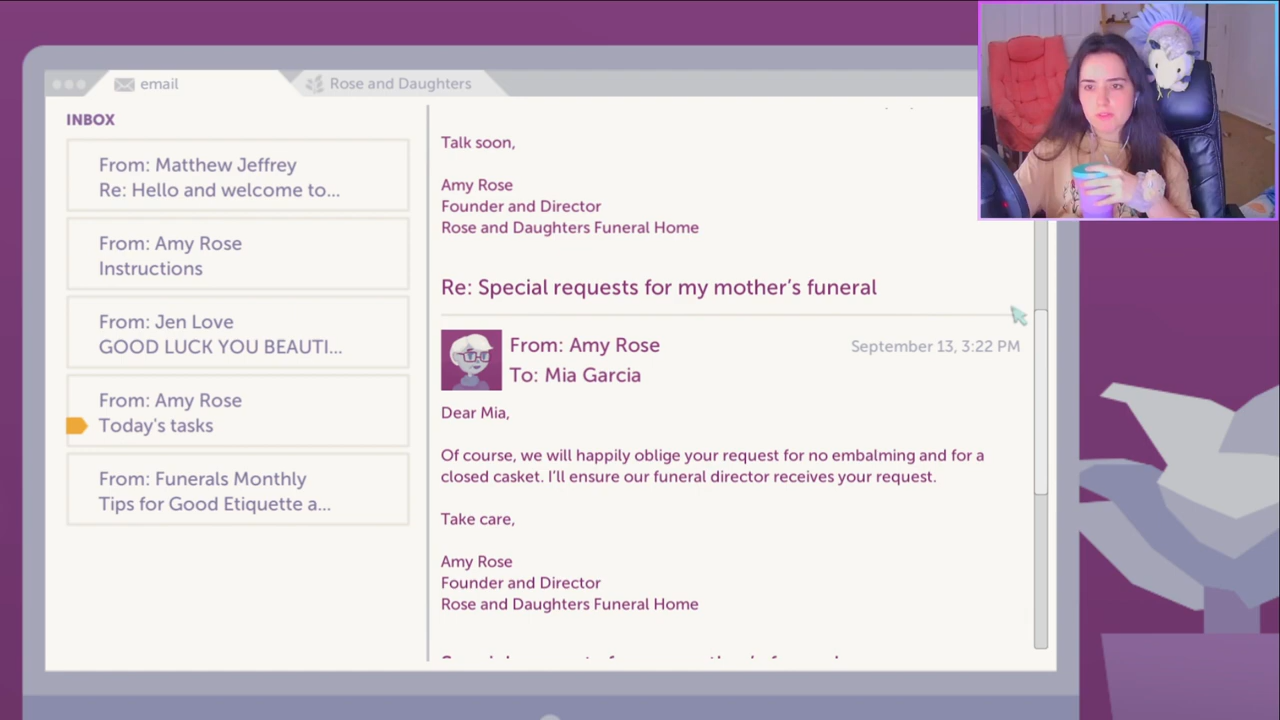 email
Rose and Daughters
INBOX
From: Matthew Jeffrey
Re: Hello and welcome to...
From: Amy Rose
Instructions
From: Jen Love
GOOD LUCK YOU BEAUTI...
From: Amy Rose
Today's tasks
From: Funerals Monthly
Tips for Good Etiquette a...
Talk soon,
Amy Rose
Founder and Director
Rose and Daughters Funeral Home
Re: Special requests for my mother's funeral
From: Amy Rose
September 13, 3:22 PM
To: Mia Garcia
Dear Mia,
Of course, we will happily oblige your request for no embalming and for a
closed casket. I'll ensure our funeral director receives your request.
Take care,
Amy Rose
Founder and Director
Rose and Daughters Funeral Home